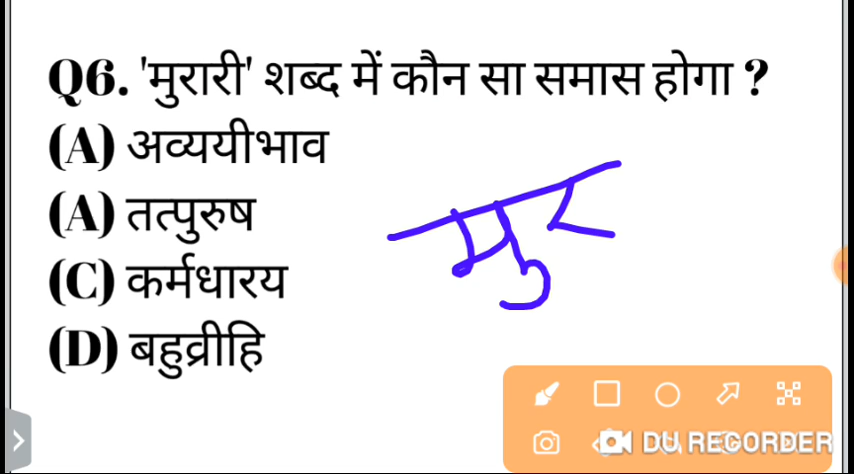 Q6. 'मुरारी' शब्द में कौन सा समास होगा ?
(A) अव्ययीभाव
(A) तत्पुरुष
(C) कर्मधारय
(D) बहुव्रीहि
मुर
DU RECORDER